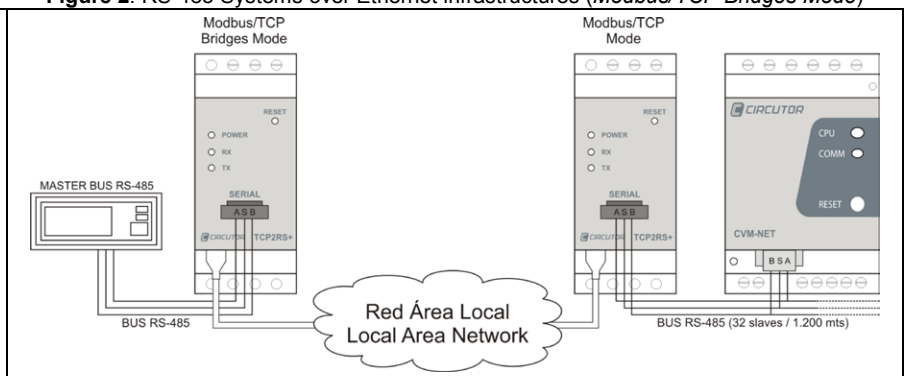 Figure 2. RS-485 Systems over Ethernet infrastructures (Modbus/TCP Bridges Mode)
Modbus/TCP
Bridges Mode
Modbus/TCP
Mode
RESET
POWER
RX
TX
SERIAL
A S B
CIRCUTOR TCP2RS+
RESET
POWER
RX
TX
SERIAL
A S B
CIRCUTOR TCP2RS+
CIRCUTOR
CPU
COMM
RESET
CVM-NET
B S A
MASTER BUS RS-485
BUS RS-485
Red Área Local
Local Area Network
BUS RS-485 (32 slaves / 1.200 mts)